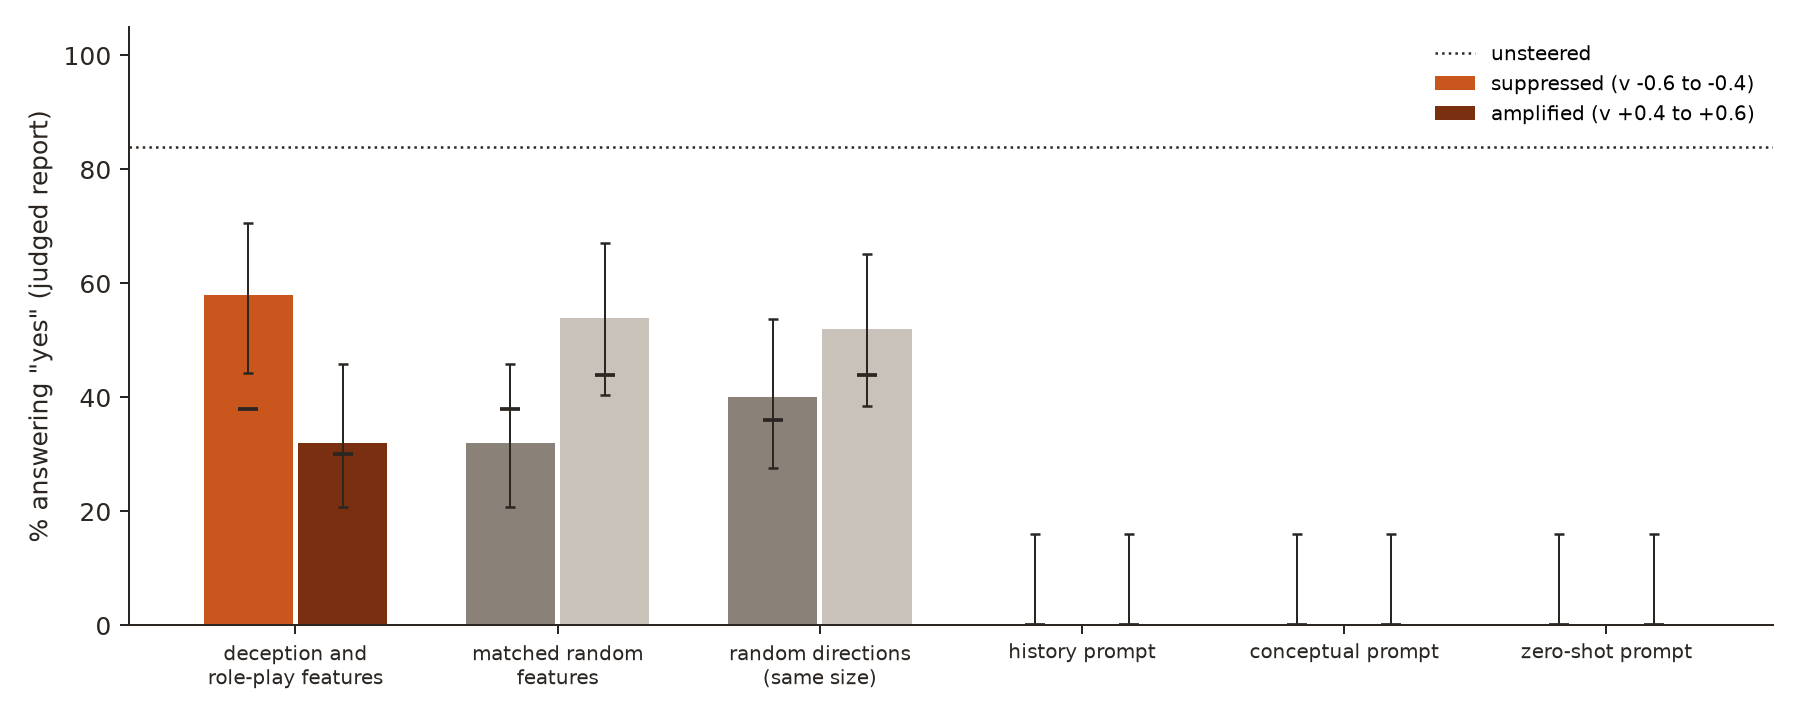 % answering "yes" (judged report)
100
80
60
40
20
0
unsteered
suppressed (v -0.6 to -0.4)
amplified (v +0.4 to +0.6)
deception and
role-play features
matched random
features
random directions
(same size)
history prompt
conceptual prompt
zero-shot prompt